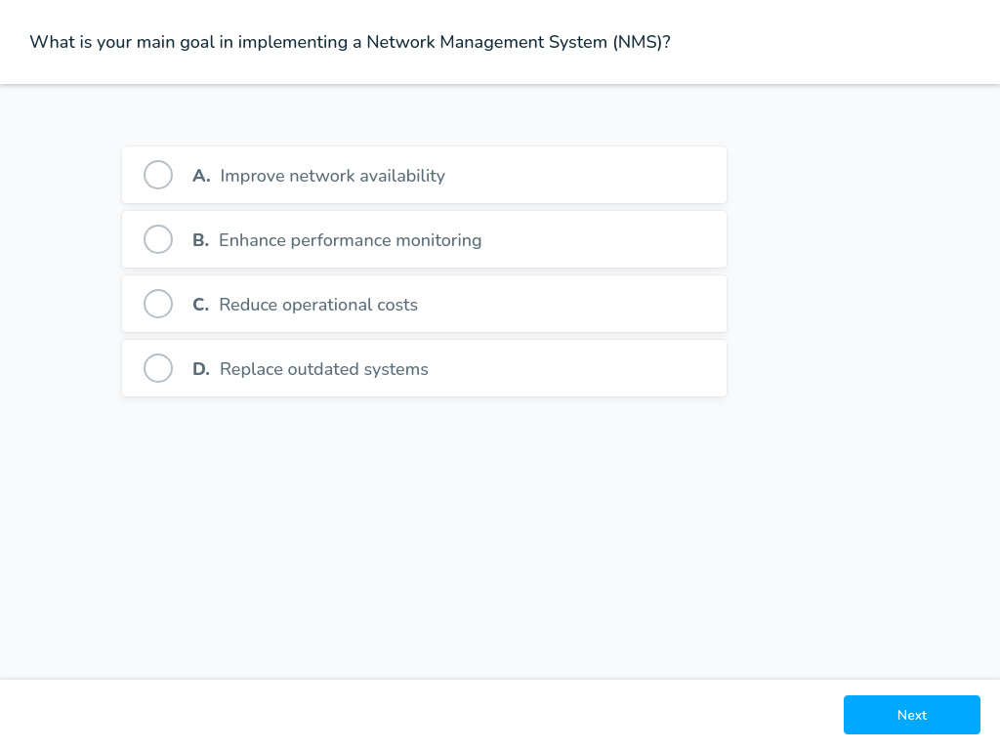 What is your main goal in implementing a Network Management System (NMS)?
A. Improve network availability
B. Enhance performance monitoring
C. Reduce operational costs
D. Replace outdated systems
Next